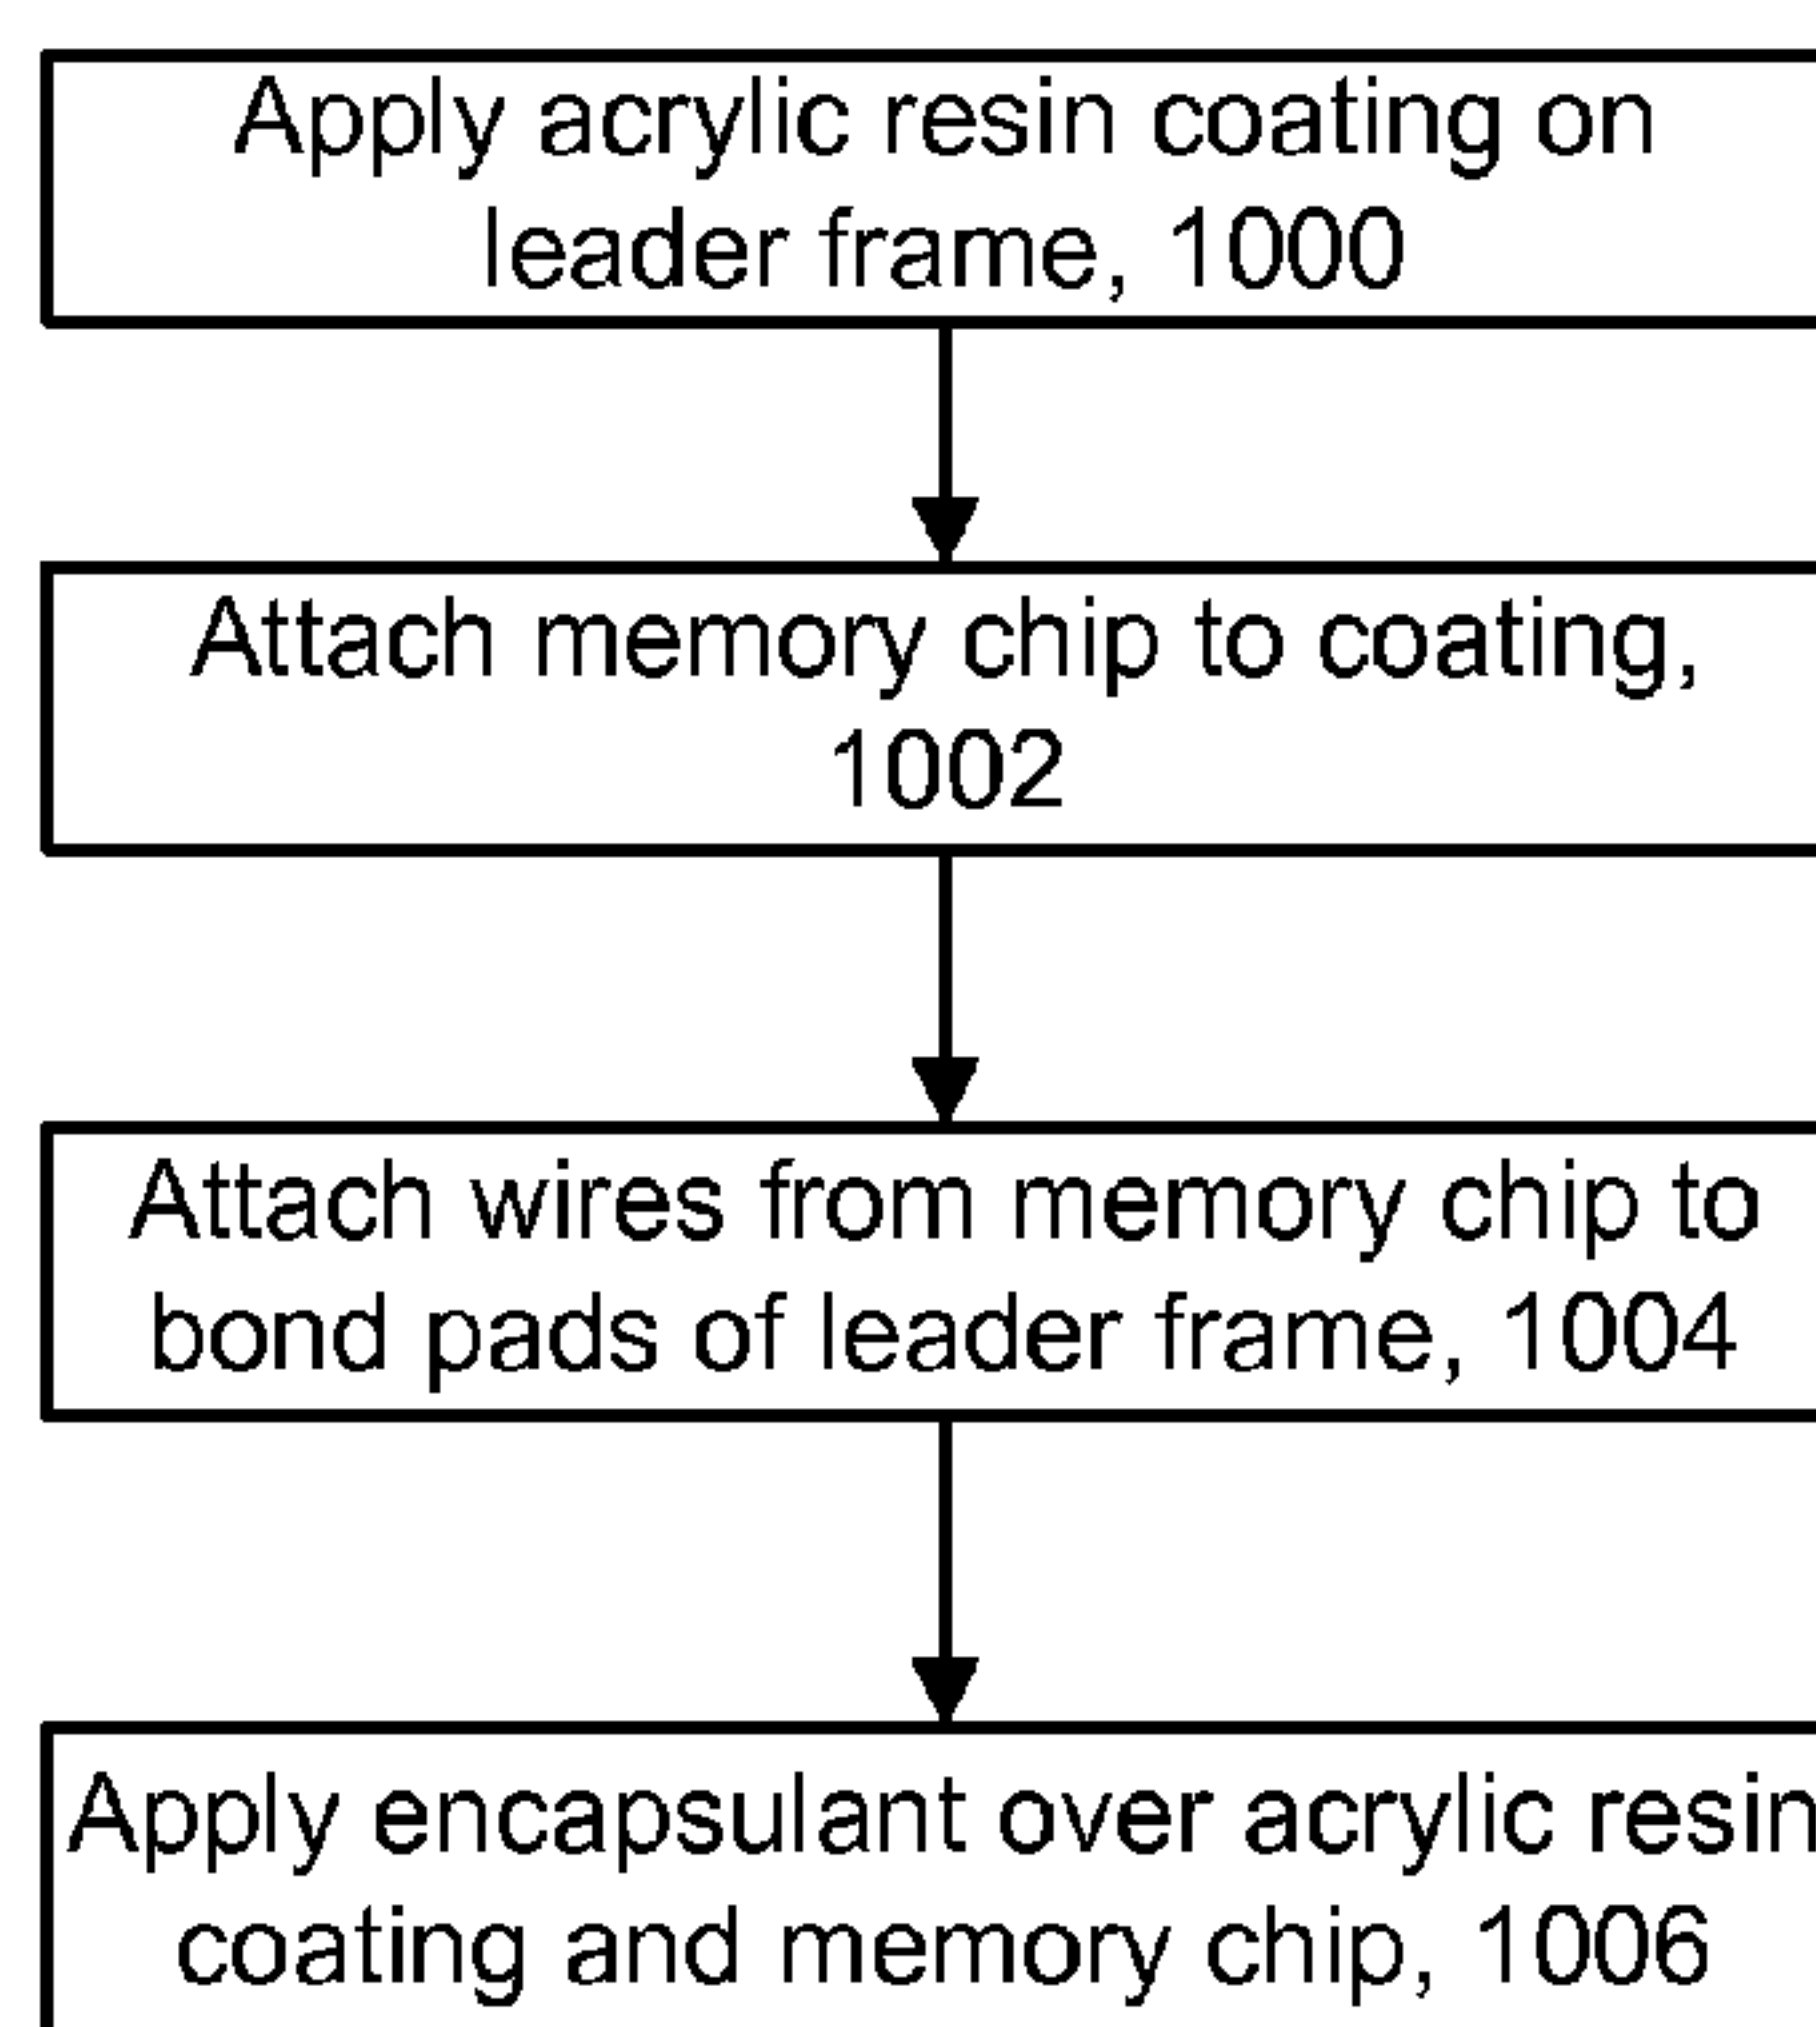 Apply acrylic resin coating on
leader frame, 1000
Attach memory chip to coating,
1002
Attach wires from memory chip to
bond pads of leader frame, 1004
Apply encapsulant over acrylic resin
coating and memory chip, 1006